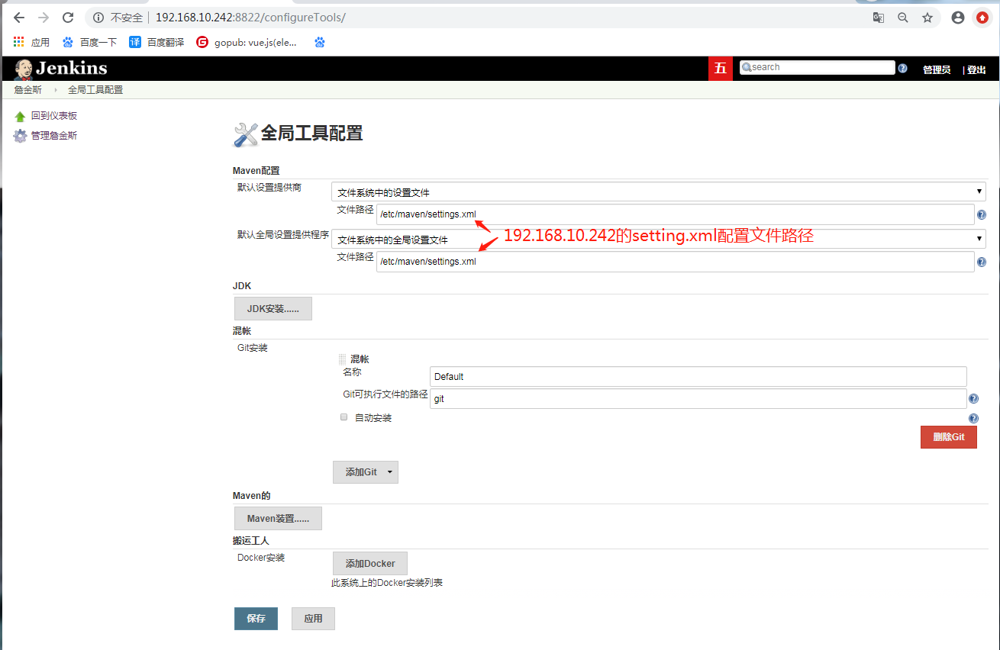 不安全 192.168.10.242:8822/configureTools/
应用 百度一下 译 百度翻译 G gopub: vue.js(ele...
Jenkins 五 search ? 管理员 | 登出
詹金斯 全局工具配置
回到仪表板
管理詹金斯
全局工具配置
Maven配置
默认设置提供商 文件系统中的设置文件
文件路径 /etc/maven/settings.xml
默认全局设置提供程序 文件系统中的全局设置文件
192.168.10.242的setting.xml配置文件路径
文件路径 /etc/maven/settings.xml
JDK
JDK安装......
混帐
Git安装
混帐
名称 Default
Git可执行文件的路径 git
自动安装
删除Git
添加Git
Maven的
Maven装置......
搬运工人
Docker安装 添加Docker
此系统上的Docker安装列表
保存 应用